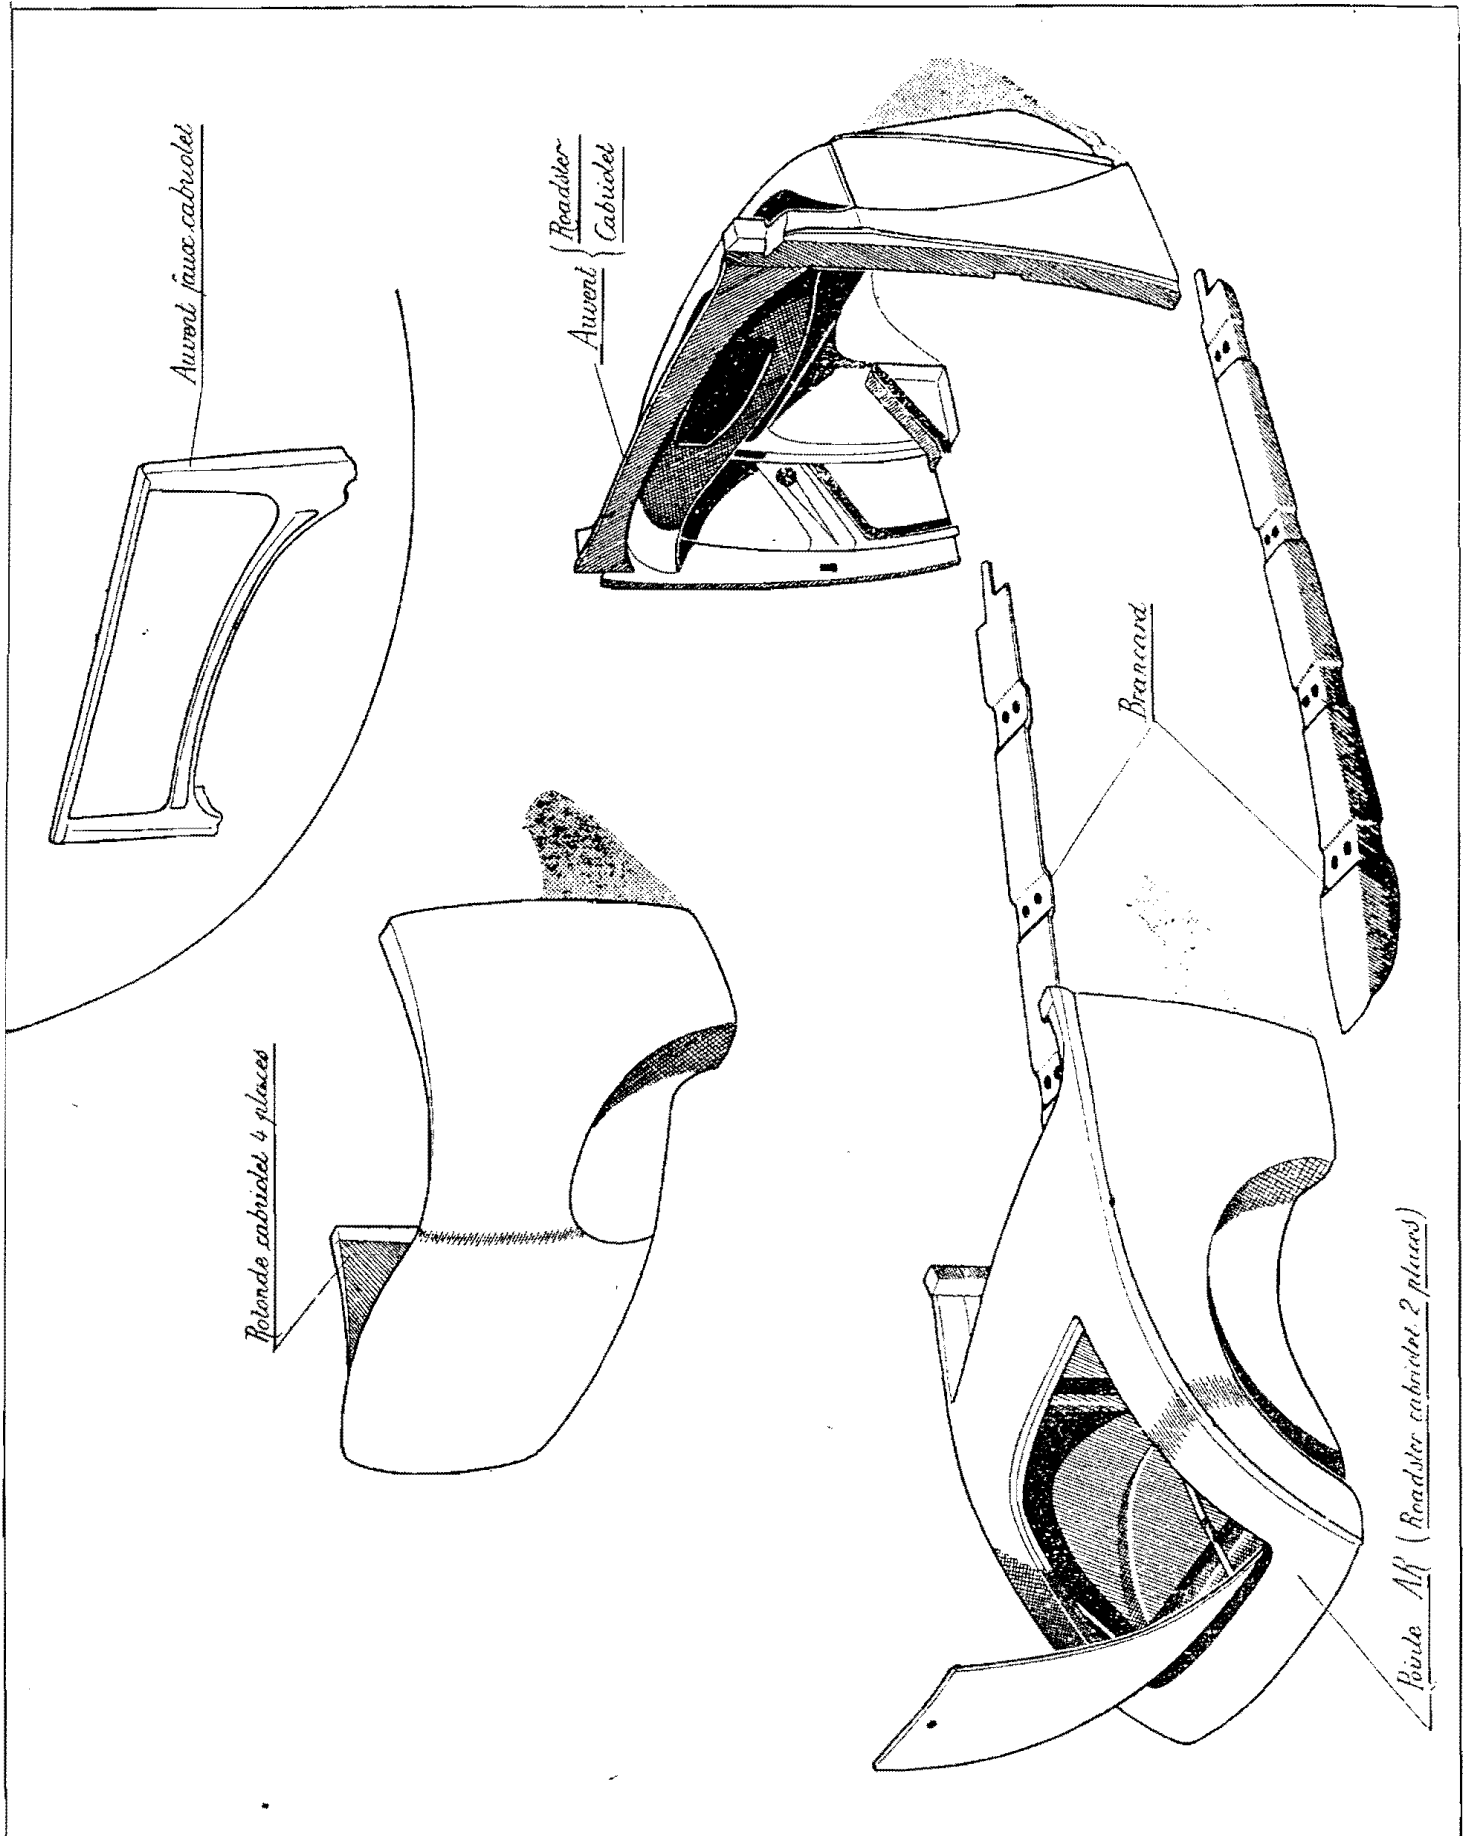 Auvent faux cabriolet
Auvent { Roadster
Cabriolet
Rotonde cabriolet 4 places
Brancard
Pointe AR (Roadster cabriolet 2 places)